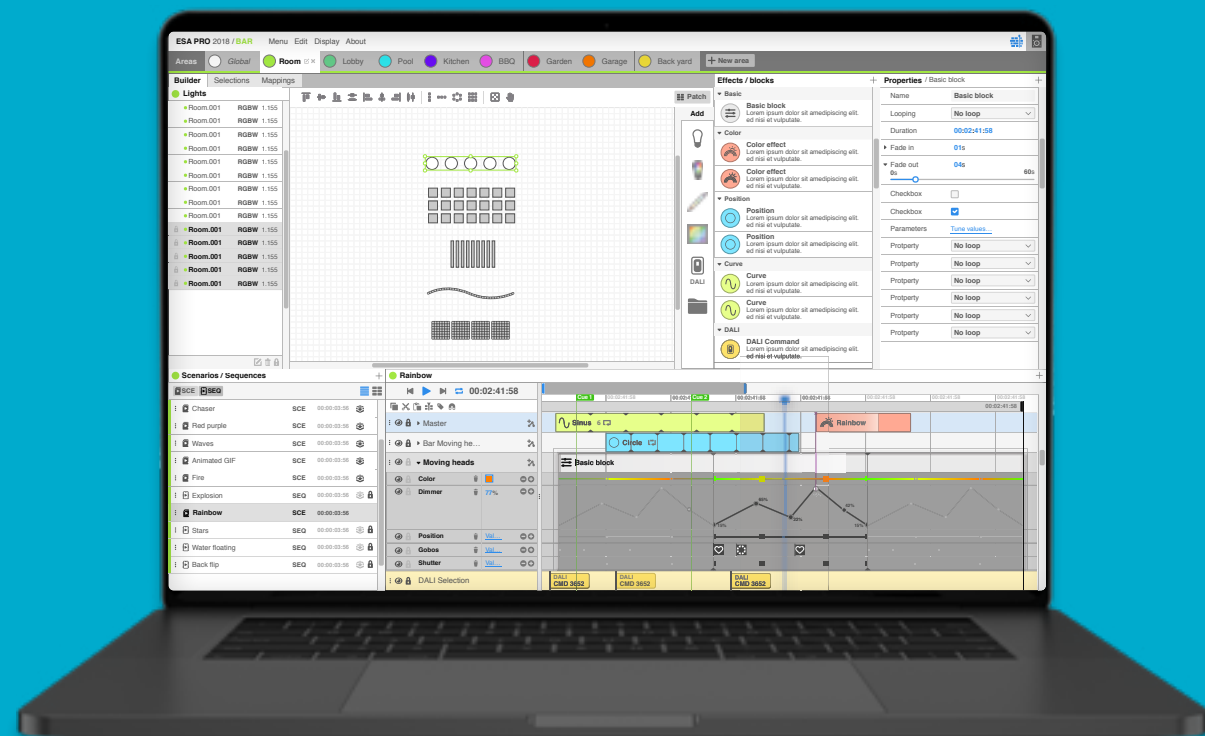 ESA PRO 2018 / BAR Menu Edit Display About
Areas Global Room Lobby Pool Kitchen BBQ Garden Garage Back yard + New area
Builder Selections Mappings
Lights
Room.001 RGBW 1.155
Room.001 RGBW 1.155
Room.001 RGBW 1.155
Room.001 RGBW 1.155
Room.001 RGBW 1.155
Room.001 RGBW 1.155
Room.001 RGBW 1.155
Room.001 RGBW 1.155
Room.001 RGBW 1.155
Room.001 RGBW 1.155
Room.001 RGBW 1.155
Room.001 RGBW 1.155
Room.001 RGBW 1.155
Room.001 RGBW 1.155
Patch
Add
DALI
Effects / blocks
Basic
Basic block
Lorem ipsum dolor sit amedipiscing elit.
ed nisi et vulputate.
Color
Color effect
Lorem ipsum dolor sit amedipiscing elit.
ed nisi et vulputate.
Color effect
Lorem ipsum dolor sit amedipiscing elit.
ed nisi et vulputate.
Position
Position
Lorem ipsum dolor sit amedipiscing elit.
ed nisi et vulputate.
Position
Lorem ipsum dolor sit amedipiscing elit.
ed nisi et vulputate.
Curve
Curve
Lorem ipsum dolor sit amedipiscing elit.
ed nisi et vulputate.
Curve
Lorem ipsum dolor sit amedipiscing elit.
ed nisi et vulputate.
DALI
DALI Command
Lorem ipsum dolor sit amedipiscing elit.
ed nisi et vulputate.
Properties / Basic block
Name Basic block
Looping No loop
Duration 00:02:41:58
Fade in 01s
Fade out 04s
0s 60s
Checkbox
Checkbox
Parameters Tune values...
Protperty No loop
Protperty No loop
Protperty No loop
Protperty No loop
Protperty No loop
Protperty No loop
Scenarios / Sequences
SCE SEQ
Chaser SCE 00:00:03:56
Red purple SCE 00:00:03:56
Waves SCE 00:00:03:56
Animated GIF SCE 00:00:03:56
Fire SCE 00:00:03:56
Explosion SEQ 00:00:03:56
Rainbow SCE 00:00:03:56
Stars SEQ 00:00:03:56
Water floating SEQ 00:00:03:56
Back flip SEQ 00:00:03:56
Rainbow
00:02:41:58
Cue 1 Cue 2
00:02:41:58
Master
Sinus 6
Rainbow
Bar Moving he...
Circle
Moving heads
Basic block
Color
Dimmer 77%
Position Val...
Gobos Val...
Shutter Val...
DALI Selection
DALI
CMD 3652
DALI
CMD 3652
DALI
CMD 3652